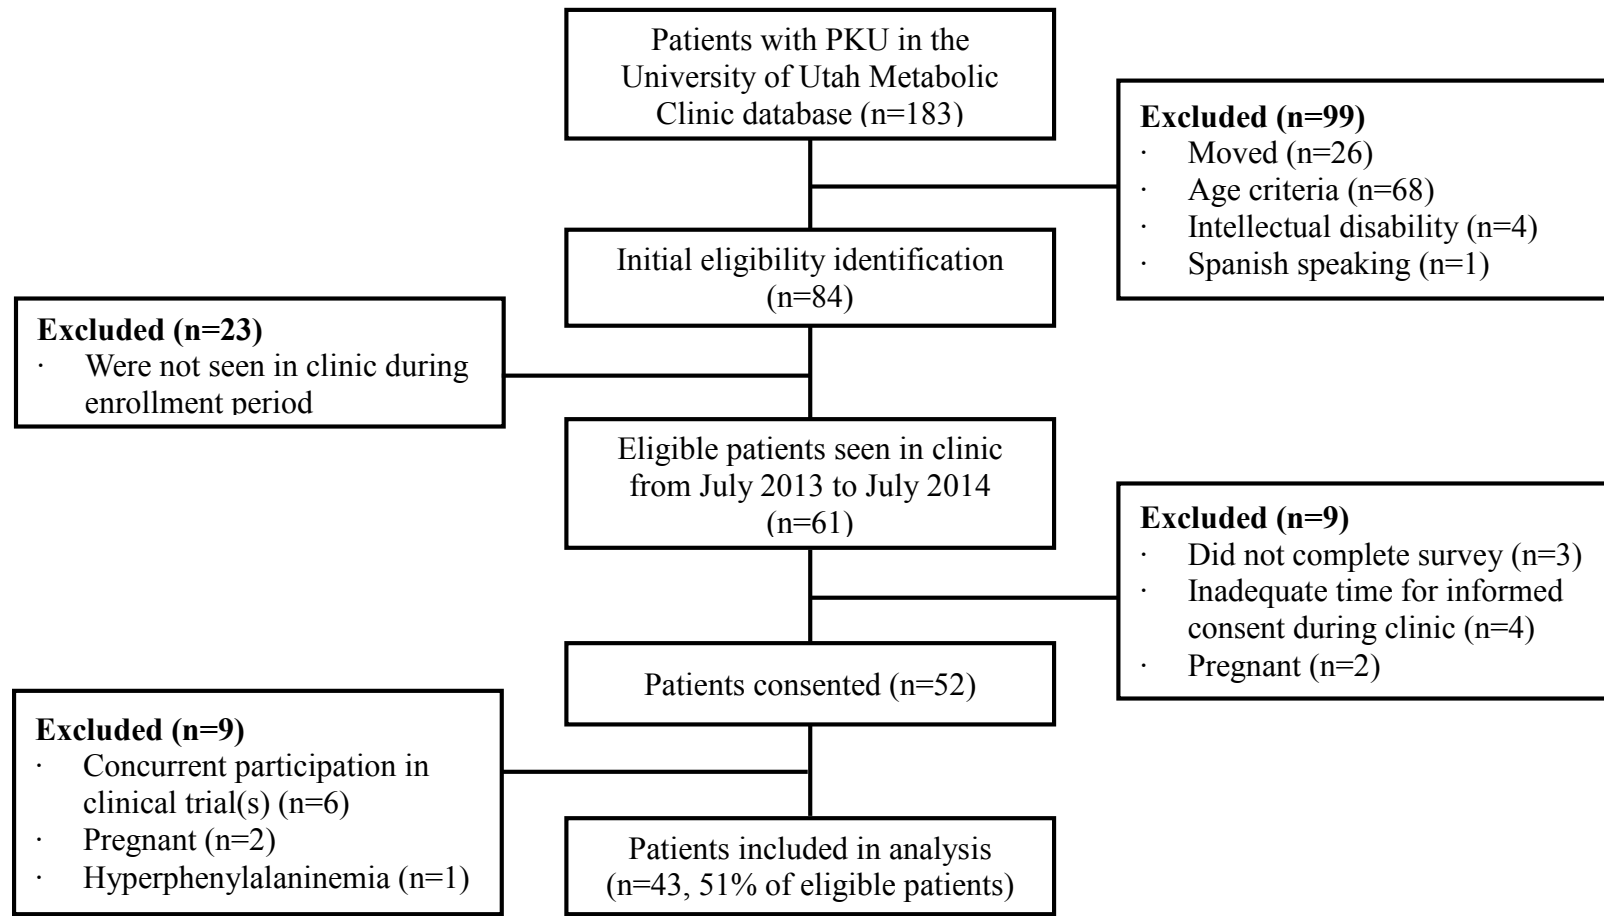 Patients with PKU in the
University of Utah Metabolic
Clinic database (n=183)
Excluded (n=99)
· Moved (n=26)
· Age criteria (n=68)
· Intellectual disability (n=4)
· Spanish speaking (n=1)
Initial eligibility identification
(n=84)
Excluded (n=23)
· Were not seen in clinic during
enrollment period
Eligible patients seen in clinic
from July 2013 to July 2014
(n=61)
Excluded (n=9)
· Did not complete survey (n=3)
· Inadequate time for informed
consent during clinic (n=4)
· Pregnant (n=2)
Patients consented (n=52)
Excluded (n=9)
· Concurrent participation in
clinical trial(s) (n=6)
· Pregnant (n=2)
· Hyperphenylalaninemia (n=1)
Patients included in analysis
(n=43, 51% of eligible patients)